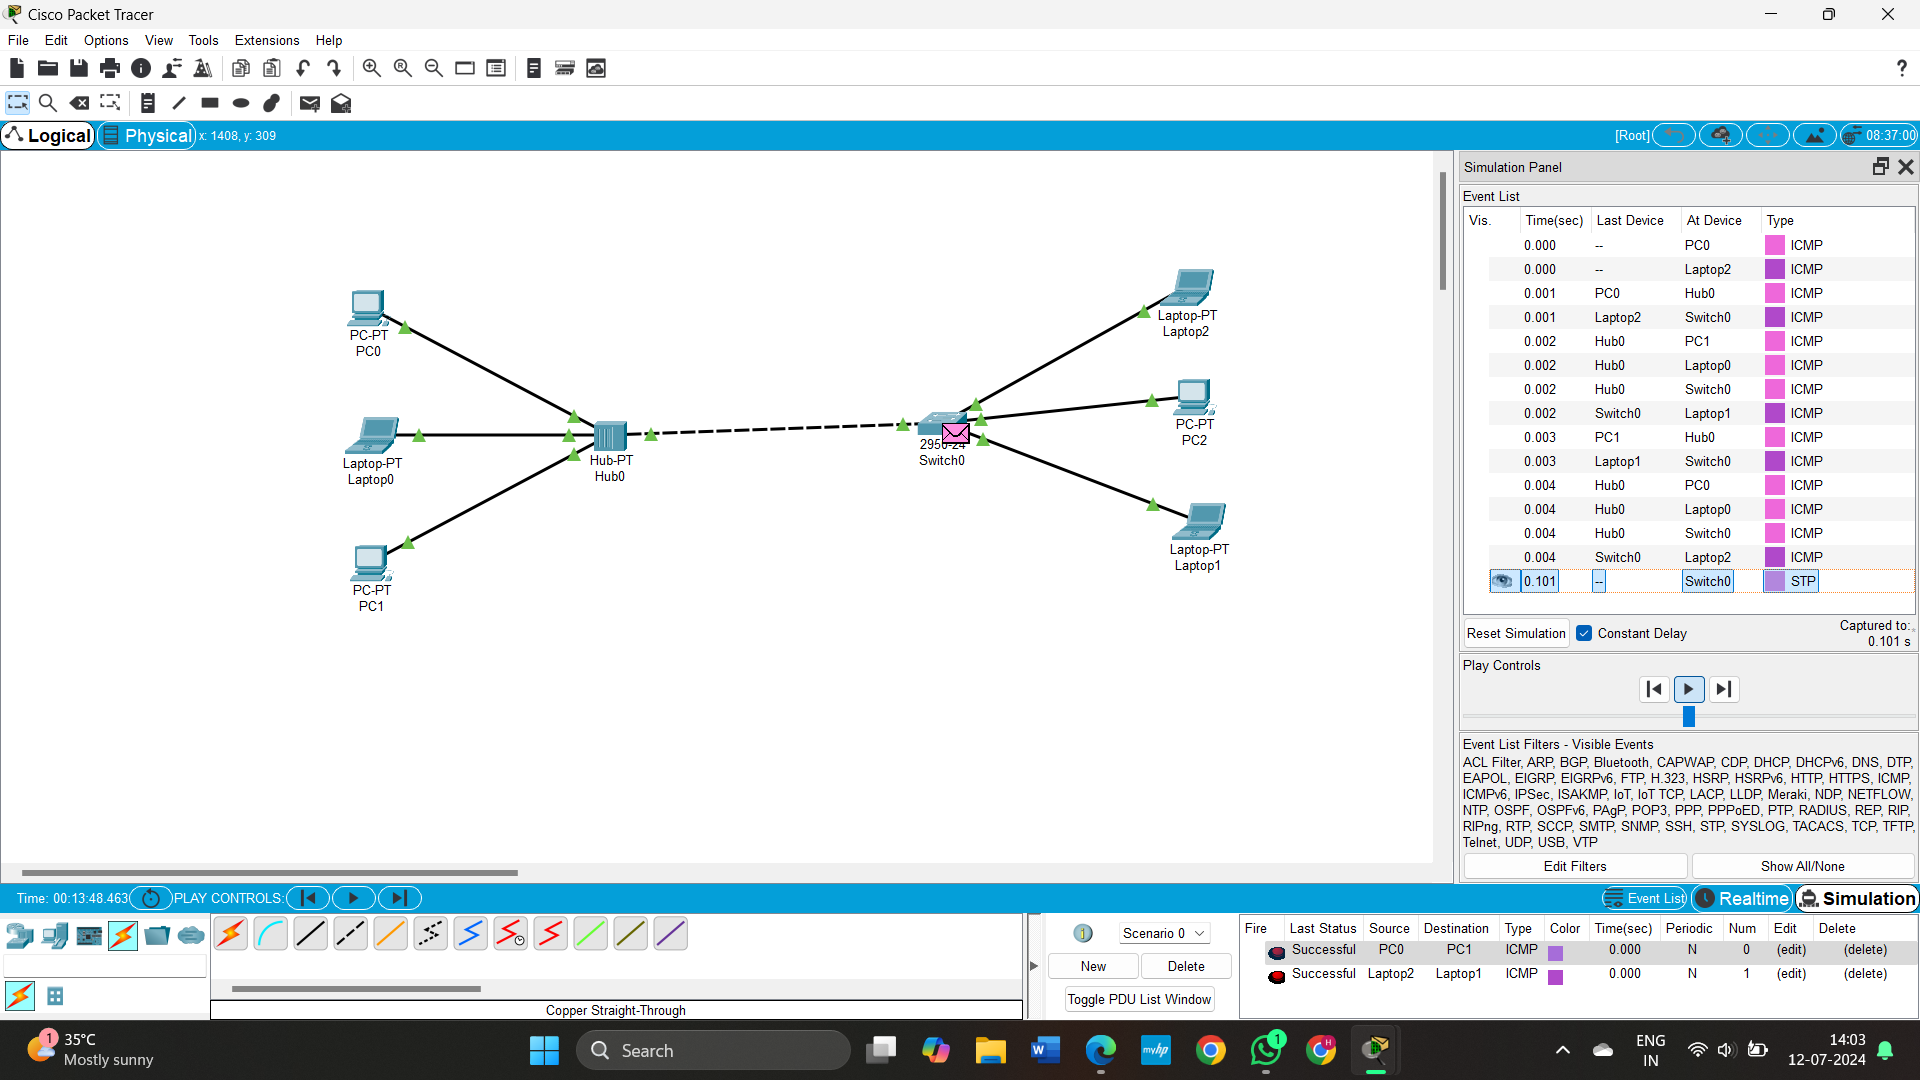 Cisco Packet Tracer
File Edit Options View Tools Extensions Help
?
Logical Physical x: 1408, y: 309
[Root] 08:37:00
Simulation Panel
Event List
Vis. Time(sec) Last Device At Device Type
0.000 -- PC0 ICMP
0.000 -- Laptop2 ICMP
0.001 PC0 Hub0 ICMP
0.001 Laptop2 Switch0 ICMP
0.002 Hub0 PC1 ICMP
0.002 Hub0 Laptop0 ICMP
0.002 Hub0 Switch0 ICMP
0.002 Switch0 Laptop1 ICMP
0.003 PC1 Hub0 ICMP
0.003 Laptop1 Switch0 ICMP
0.004 Hub0 PC0 ICMP
0.004 Hub0 Laptop0 ICMP
0.004 Hub0 Switch0 ICMP
0.004 Switch0 Laptop2 ICMP
0.101 -- Switch0 STP
Reset Simulation Constant Delay Captured to:
0.101 s
Play Controls
Event List Filters - Visible Events
ACL Filter, ARP, BGP, Bluetooth, CAPWAP, CDP, DHCP, DHCPv6, DNS, DTP,
EAPOL, EIGRP, EIGRPv6, FTP, H.323, HSRP, HSRPv6, HTTP, HTTPS, ICMP,
ICMPv6, IPSec, ISAKMP, IoT, IoT TCP, LACP, LLDP, Meraki, NDP, NETFLOW,
NTP, OSPF, OSPFv6, PAgP, POP3, PPP, PPPoED, PTP, RADIUS, REP, RIP,
RIPng, RTP, SCCP, SMTP, SNMP, SSH, STP, SYSLOG, TACACS, TCP, TFTP,
Telnet, UDP, USB, VTP
Edit Filters Show All/None
PC-PT
PC0
Laptop-PT
Laptop0
PC-PT
PC1
Hub-PT
Hub0
2950-24
Switch0
Laptop-PT
Laptop2
PC-PT
PC2
Laptop-PT
Laptop1
Time: 00:13:48.463 PLAY CONTROLS:
Event List Realtime Simulation
Copper Straight-Through
Scenario 0
New Delete
Toggle PDU List Window
Fire Last Status Source Destination Type Color Time(sec) Periodic Num Edit Delete
Successful PC0 PC1 ICMP 0.000 N 0 (edit) (delete)
Successful Laptop2 Laptop1 ICMP 0.000 N 1 (edit) (delete)
1
35°C
Mostly sunny
Search
W
myhp
1
H
ENG
IN
14:03
12-07-2024